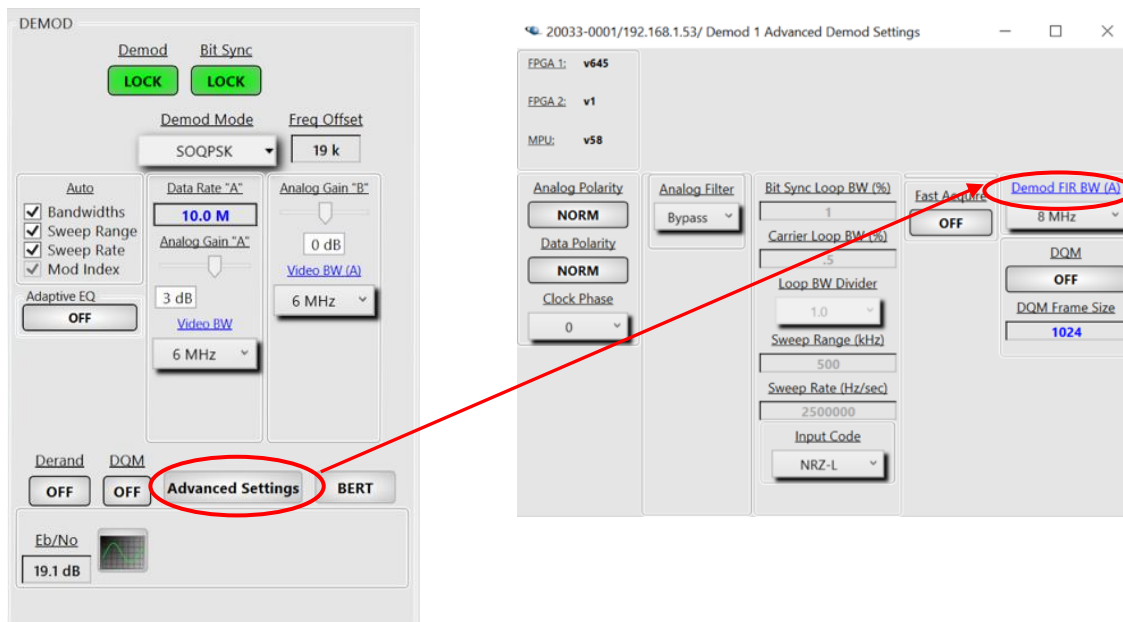 DEMOD
Demod Bit Sync
LOCK LOCK
Demod Mode Freq Offset
SOQPSK 19 k
Auto
Bandwidths
Sweep Range
Sweep Rate
Mod Index
Adaptive EQ
OFF
Data Rate "A"
10.0 M
Analog Gain "A"
3 dB
Video BW
6 MHz
Analog Gain "B"
0 dB
Video BW (A)
6 MHz
Derand DQM
OFF OFF Advanced Settings BERT
Eb/No
19.1 dB
20033-0001/192.168.1.53/ Demod 1 Advanced Demod Settings
FPGA 1: v645
FPGA 2: v1
MPU: v58
Analog Polarity
NORM
Data Polarity
NORM
Clock Phase
0
Analog Filter
Bypass
Bit Sync Loop BW (%)
1
Carrier Loop BW (%)
.5
Loop BW Divider
1.0
Sweep Range (kHz)
500
Sweep Rate (Hz/sec)
2500000
Input Code
NRZ-L
Fast Acquire
OFF
Demod FIR BW (A)
8 MHz
DQM
OFF
DQM Frame Size
1024